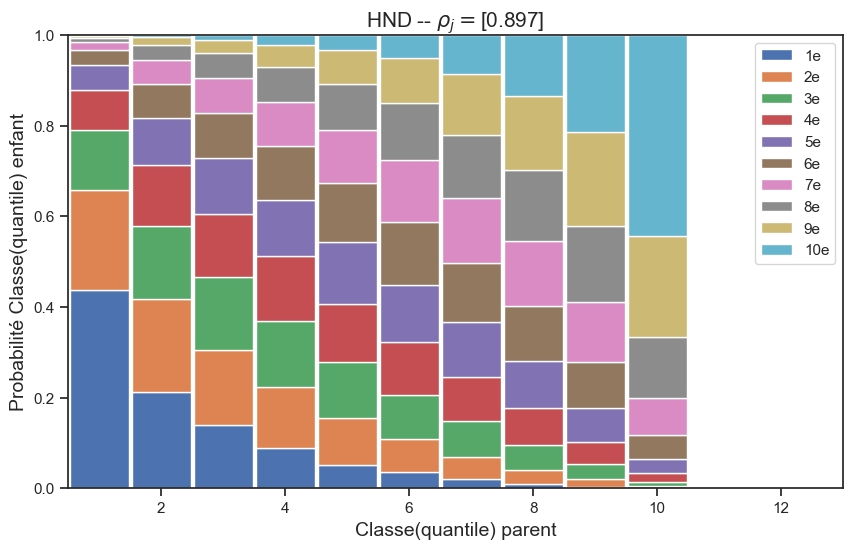 HND -- ρj = [0.897]
Probabilité Classe(quantile) enfant
1.0
0.8
0.6
0.4
0.2
0.0
2
4
6
8
10
12
Classe(quantile) parent
1e
2e
3e
4e
5e
6e
7e
8e
9e
10e